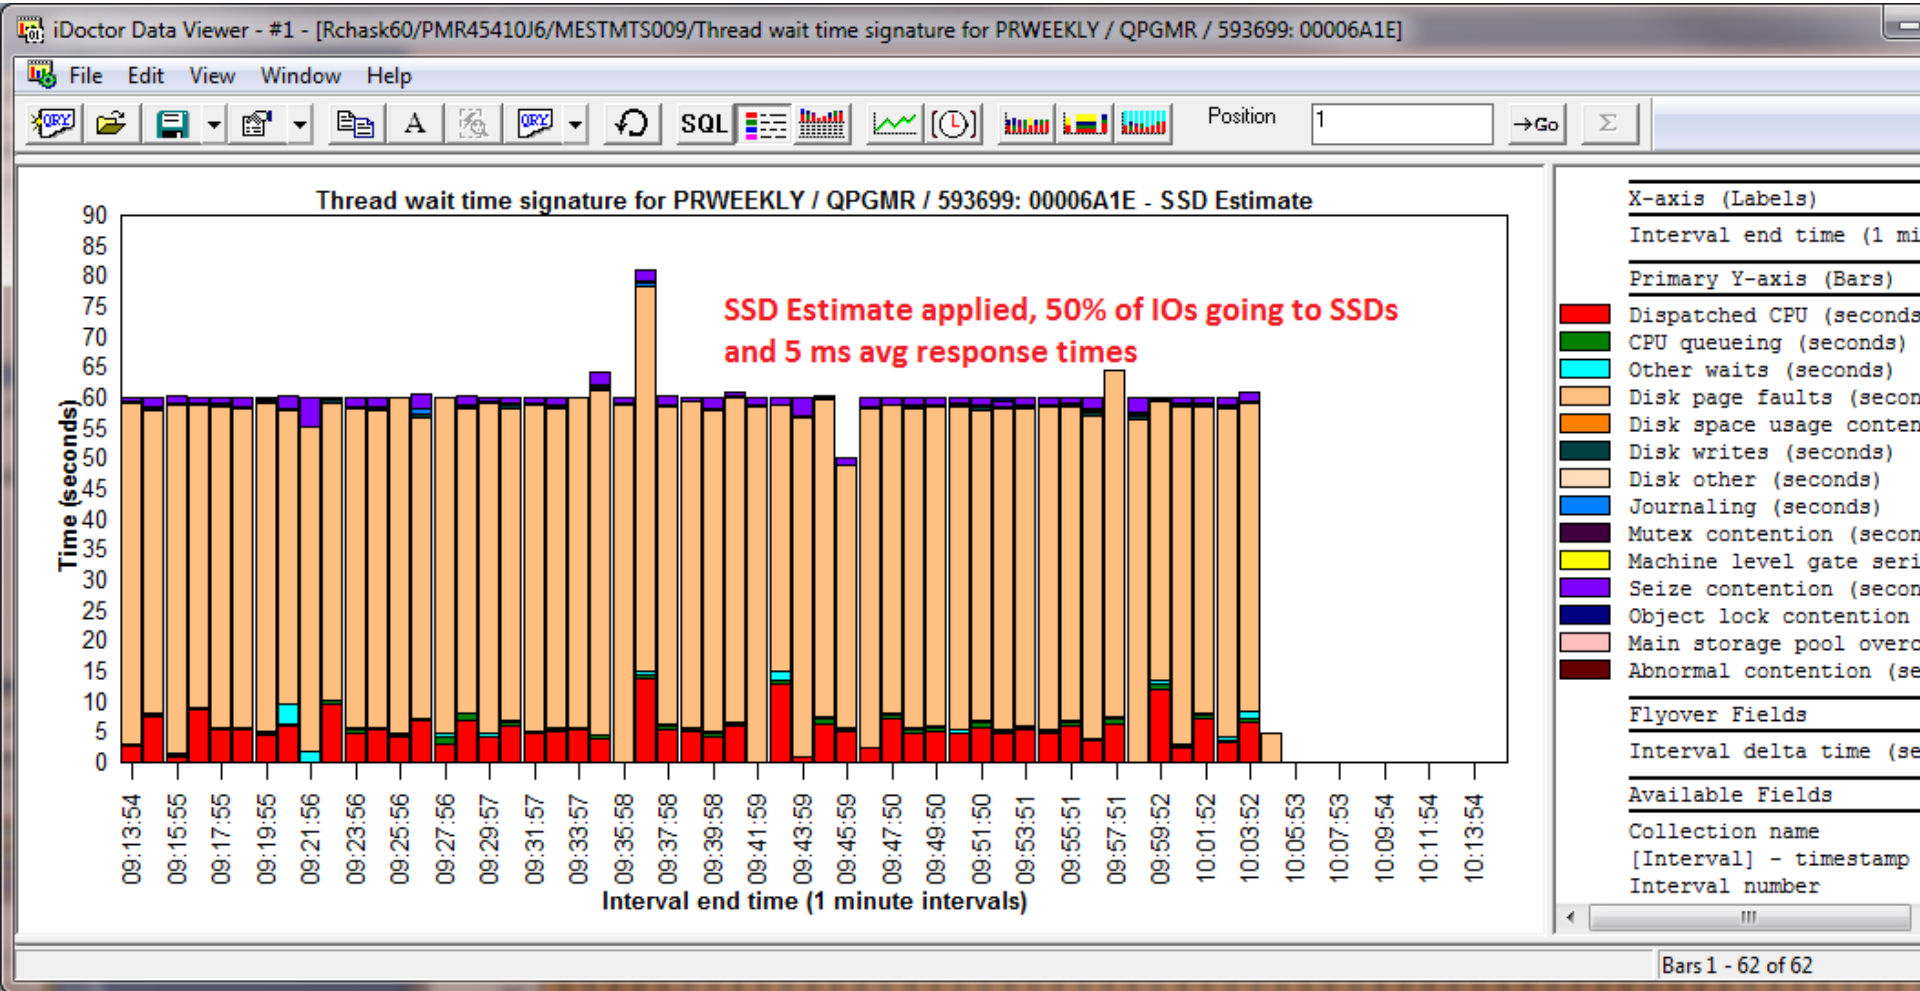 iDoctor Data Viewer - #1 - [Rchask60/PMR45410J6/MESTMTS009/Thread wait time signature for PRWEEKLY / QPGMR / 593699: 00006A1E]
File Edit View Window Help
QRY A QRY SQL Position 1 →Go Σ
Thread wait time signature for PRWEEKLY / QPGMR / 593699: 00006A1E - SSD Estimate
SSD Estimate applied, 50% of IOs going to SSDs
and 5 ms avg response times
Time (seconds)
90
85
80
75
70
65
60
55
50
45
40
35
30
25
20
15
10
5
0
09:13:54
09:15:55
09:17:55
09:19:55
09:21:56
09:23:56
09:25:56
09:27:56
09:29:57
09:31:57
09:33:57
09:35:58
09:37:58
09:39:58
09:41:59
09:43:59
09:45:59
09:47:50
09:49:50
09:51:50
09:53:51
09:55:51
09:57:51
09:59:52
10:01:52
10:03:52
10:05:53
10:07:53
10:09:54
10:11:54
10:13:54
Interval end time (1 minute intervals)
X-axis (Labels)
Interval end time (1 mi
Primary Y-axis (Bars)
Dispatched CPU (seconds
CPU queueing (seconds)
Other waits (seconds)
Disk page faults (secon
Disk space usage conten
Disk writes (seconds)
Disk other (seconds)
Journaling (seconds)
Mutex contention (secon
Machine level gate seri
Seize contention (secon
Object lock contention
Main storage pool overc
Abnormal contention (se
Flyover Fields
Interval delta time (se
Available Fields
Collection name
[Interval] - timestamp
Interval number
Bars 1 - 62 of 62